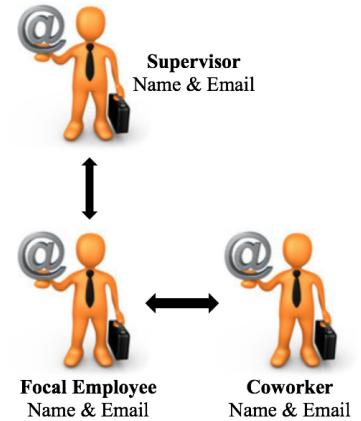 @
Supervisor
Name & Email
@
@
Focal Employee
Name & Email
Coworker
Name & Email